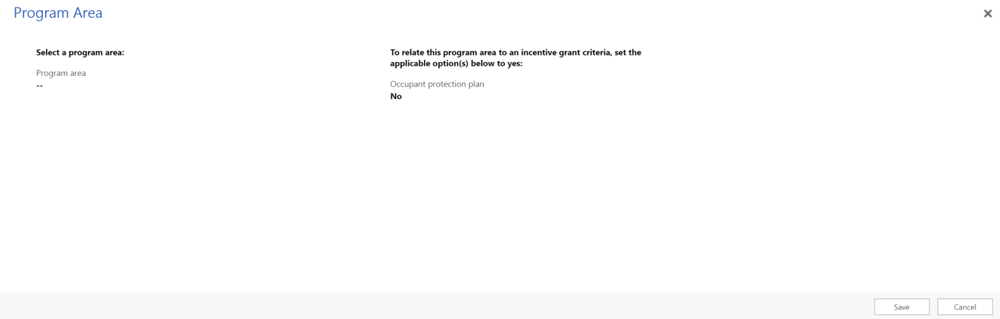 Program Area
Select a program area:
Program area
--
To relate this program area to an incentive grant criteria, set the
applicable option(s) below to yes:
Occupant protection plan
No
Save
Cancel